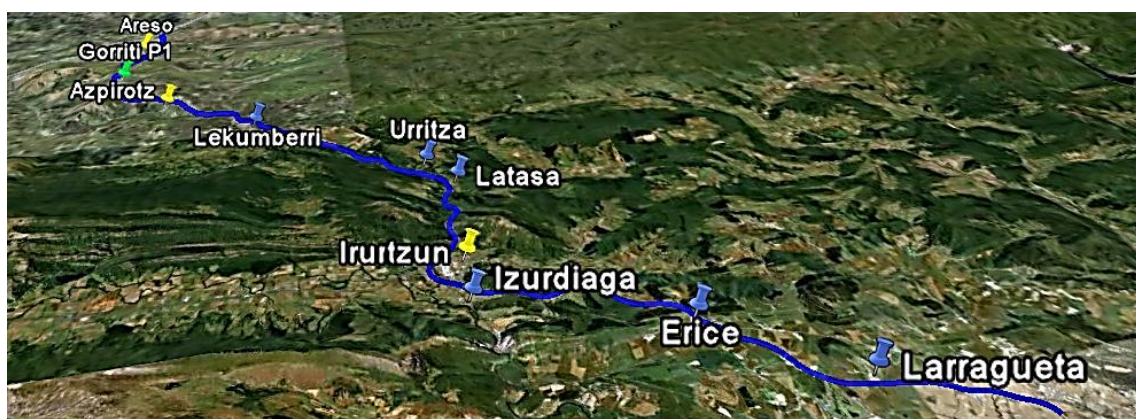 Areso
Gorriti P1
Azpirotz
Lekumberri
Urritza
Latasa
Irurtzun
Izurdiaga
Erice
Larragueta